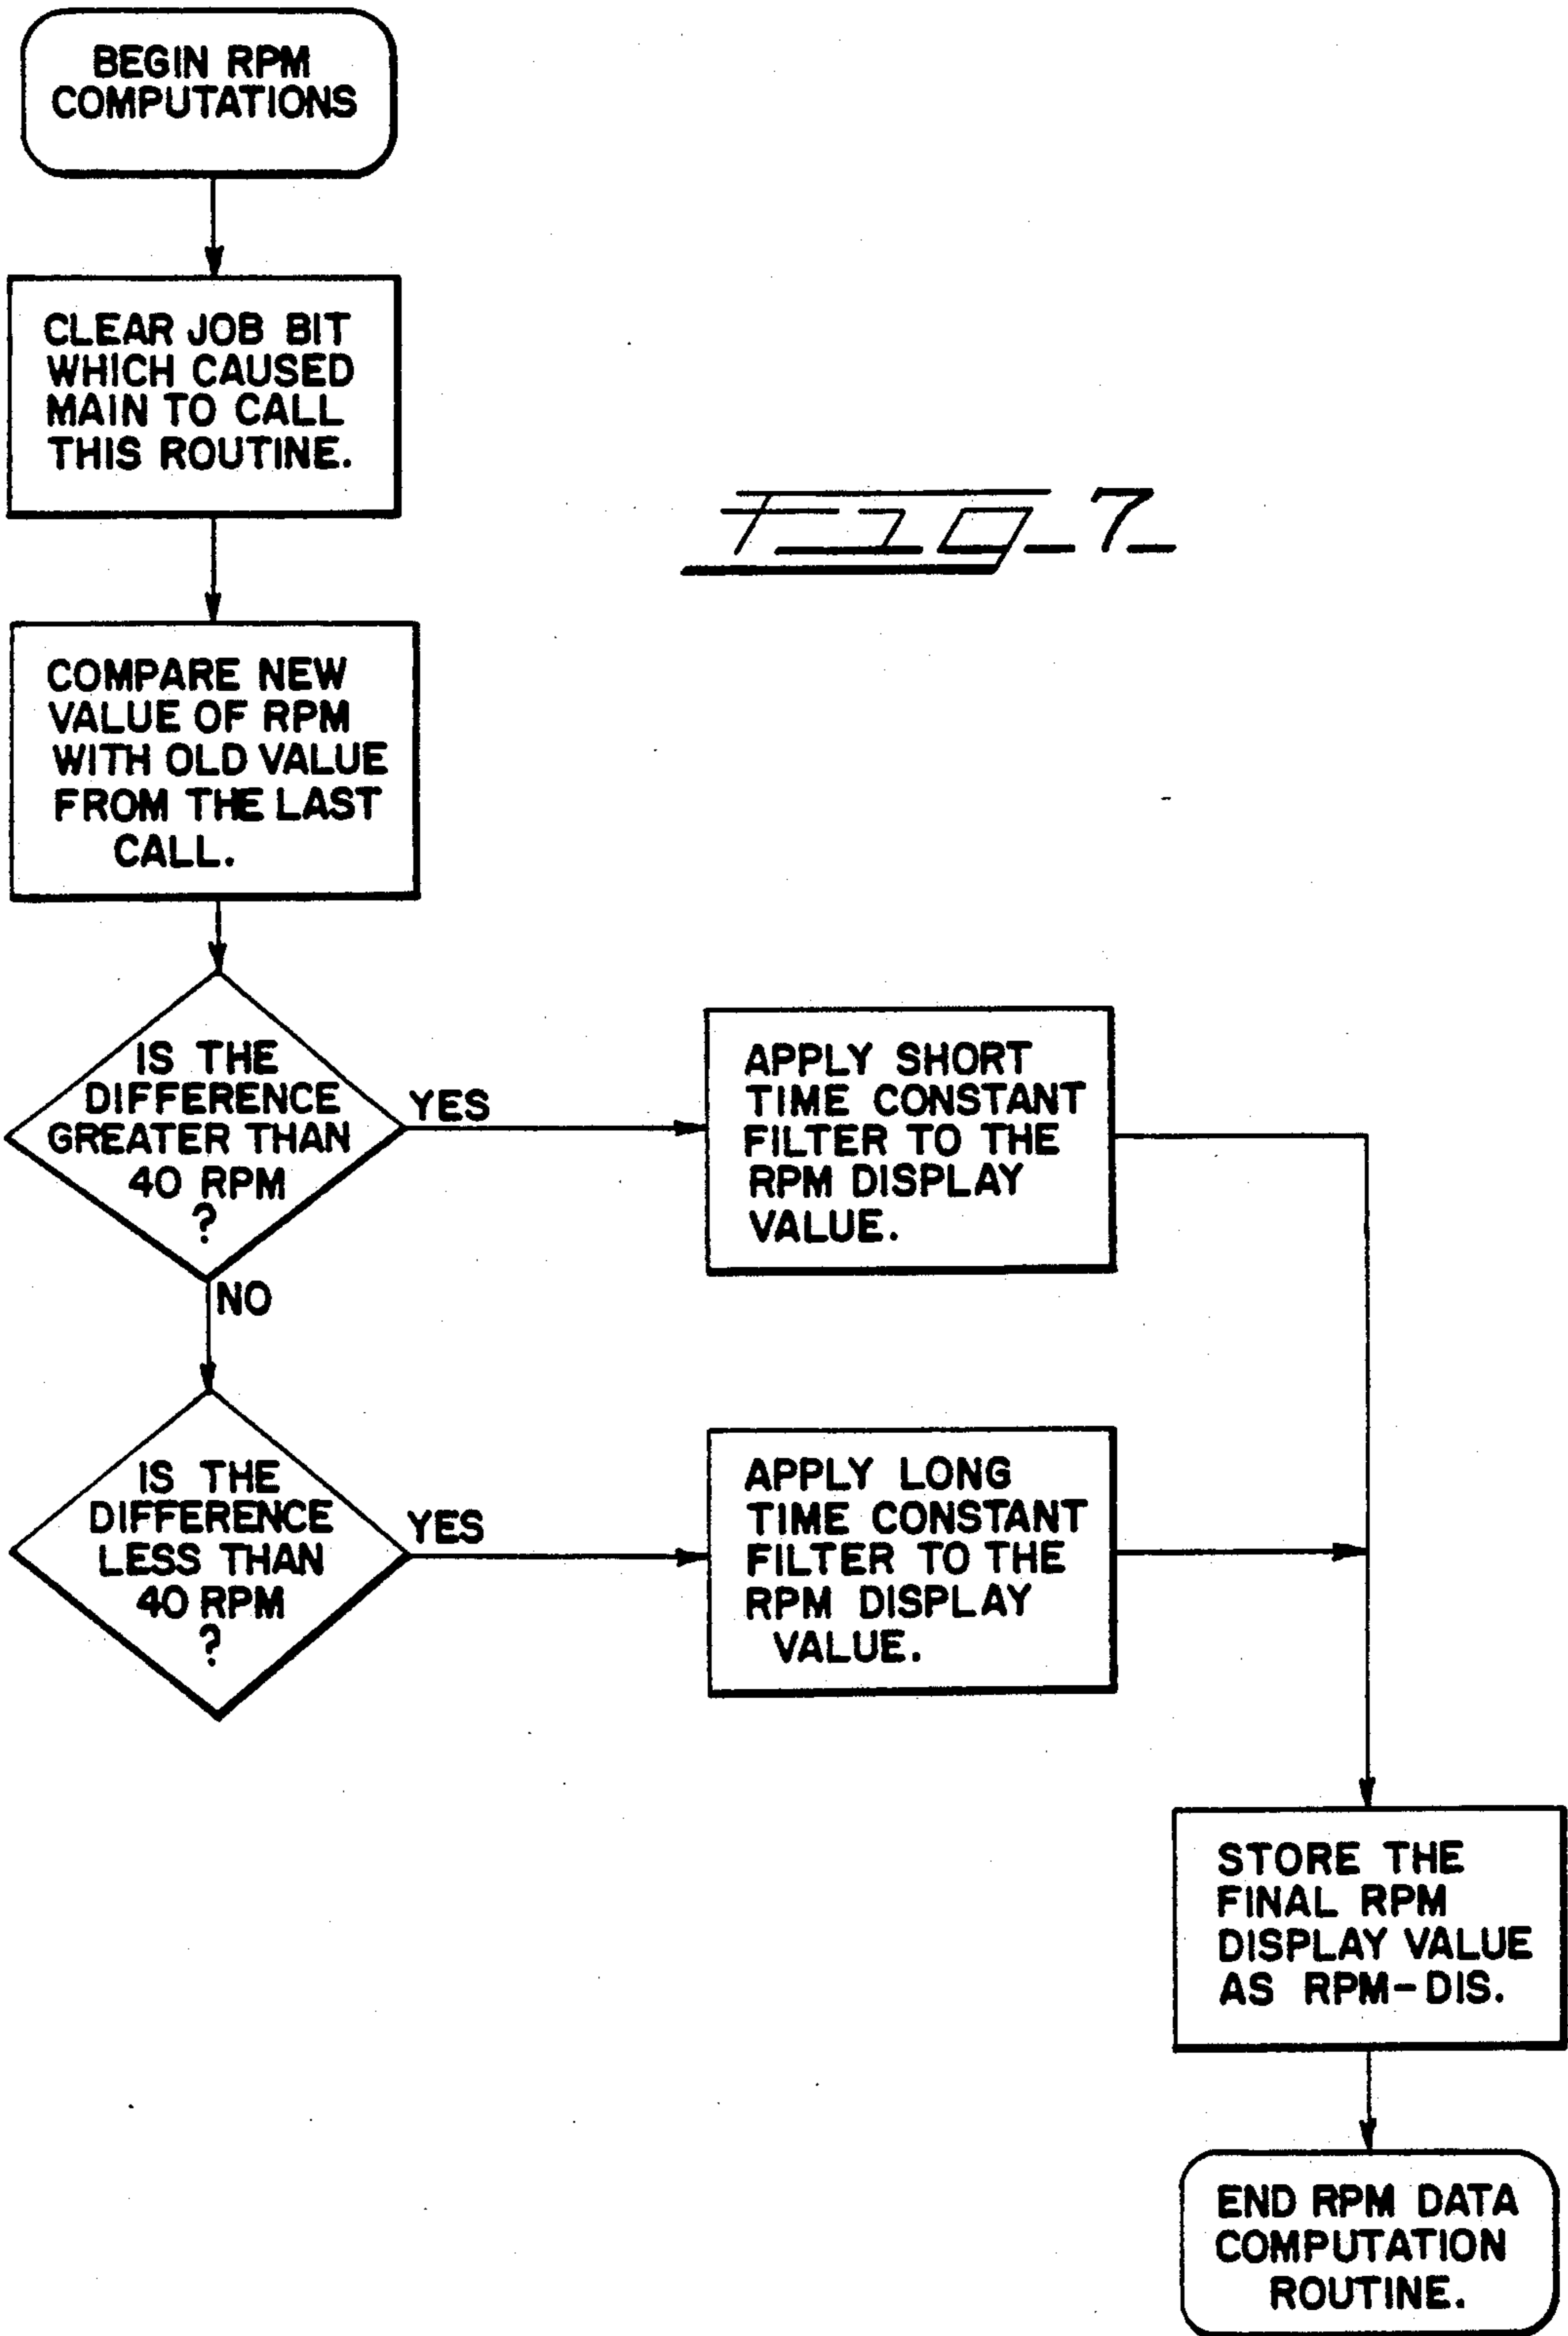 BEGIN RPM
COMPUTATIONS
CLEAR JOB BIT
WHICH CAUSED
MAIN TO CALL
THIS ROUTINE.
Fig_7_
COMPARE NEW
VALUE OF RPM
WITH OLD VALUE
FROM THE LAST
CALL.
IS THE
DIFFERENCE
GREATER THAN
40 RPM
?
YES
APPLY SHORT
TIME CONSTANT
FILTER TO THE
RPM DISPLAY
VALUE.
NO
IS THE
DIFFERENCE
LESS THAN
40 RPM
?
YES
APPLY LONG
TIME CONSTANT
FILTER TO THE
RPM DISPLAY
VALUE.
STORE THE
FINAL RPM
DISPLAY VALUE
AS RPM-DIS.
END RPM DATA
COMPUTATION
ROUTINE.